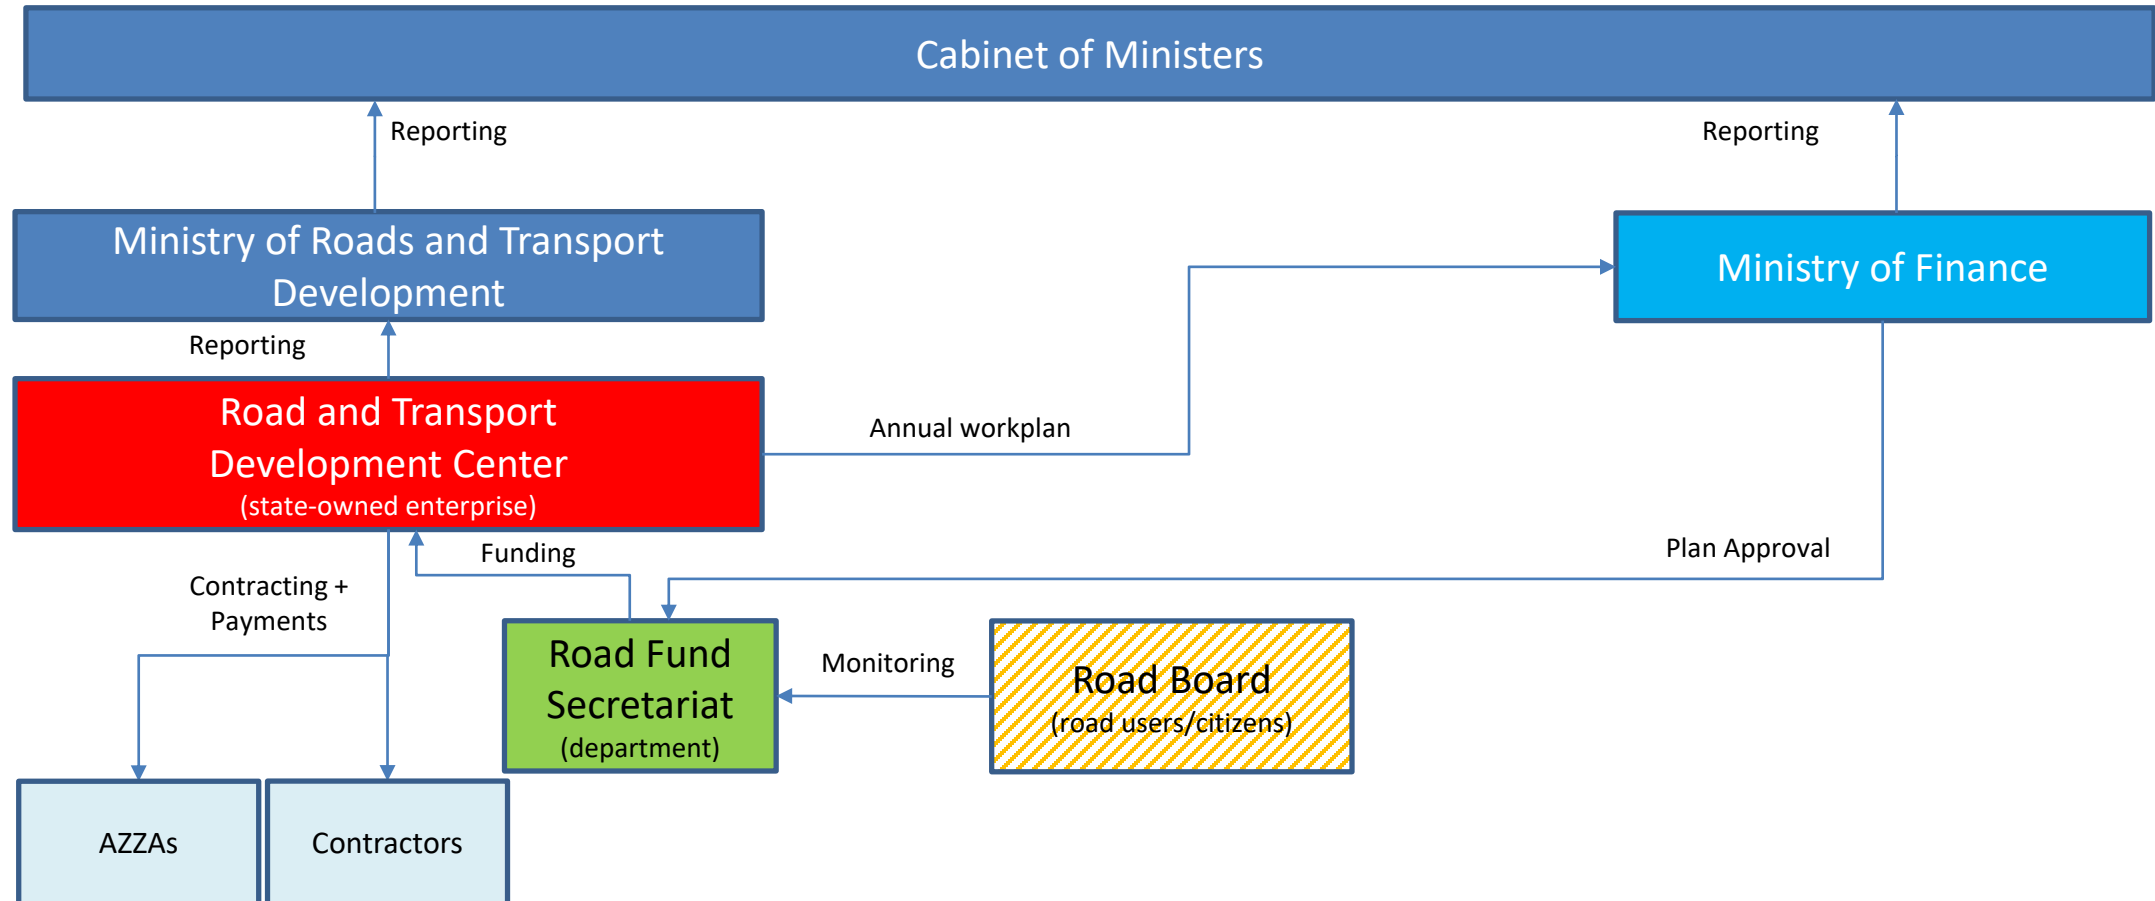 Cabinet of Ministers
Reporting
Reporting
Ministry of Roads and Transport
Development
Ministry of Finance
Reporting
Road and Transport
Development Center
(state-owned enterprise)
Annual workplan
Funding
Plan Approval
Contracting +
Payments
Road Fund
Secretariat
(department)
Monitoring
Road Board
(road users/citizens)
AZZAs
Contractors